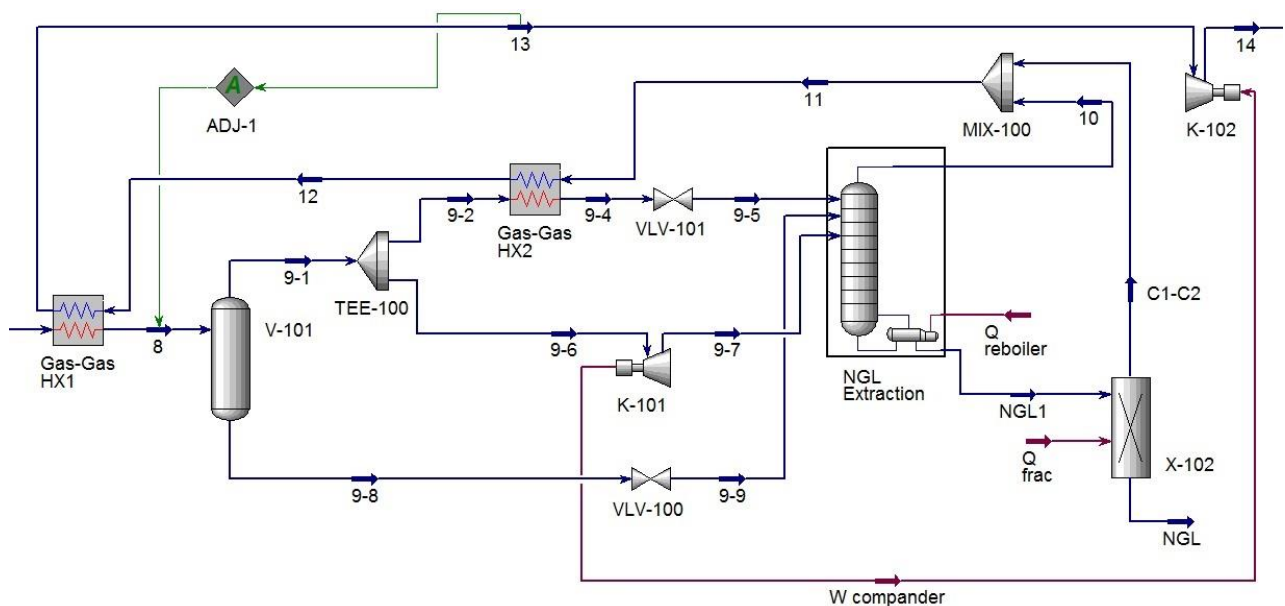 13
14
A
ADJ-1
11
MIX-100
10
K-102
12
9-2
9-4
VLV-101
9-5
Gas-Gas
HX2
9-1
TEE-100
C1-C2
8
V-101
Gas-Gas
HX1
9-6
9-7
K-101
Q
reboiler
NGL
Extraction
NGL1
Q
frac
X-102
9-8
VLV-100
9-9
NGL
W compander